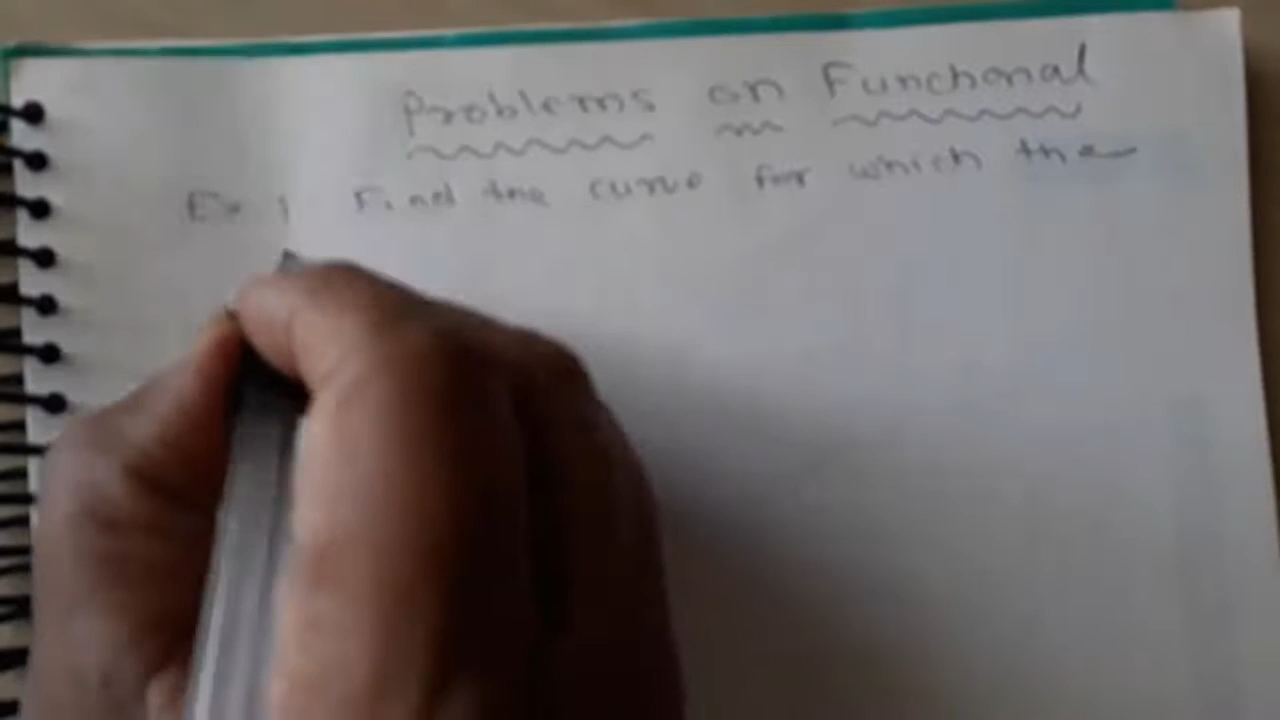 Problems on Functional
Ex 1 Find the curve for which the